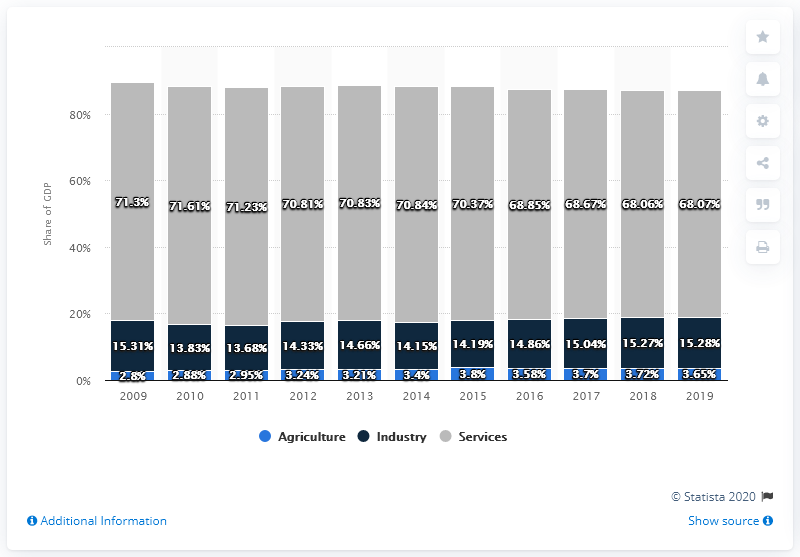 Share of GDP
80%
60%
40%
20%
0%
71.3% 71.61% 71.23% 70.81% 70.83% 70.84% 70.37% 68.85% 68.67% 68.06% 68.07%
15.31% 13.83% 13.68% 14.33% 14.66% 14.15% 14.19% 14.86% 15.04% 15.27% 15.28%
2.8% 2.88% 2.95% 3.24% 3.21% 3.4% 3.8% 3.58% 3.7% 3.72% 3.65%
2009 2010 2011 2012 2013 2014 2015 2016 2017 2018 2019
Agriculture Industry Services
© Statista 2020
Additional Information
Show source